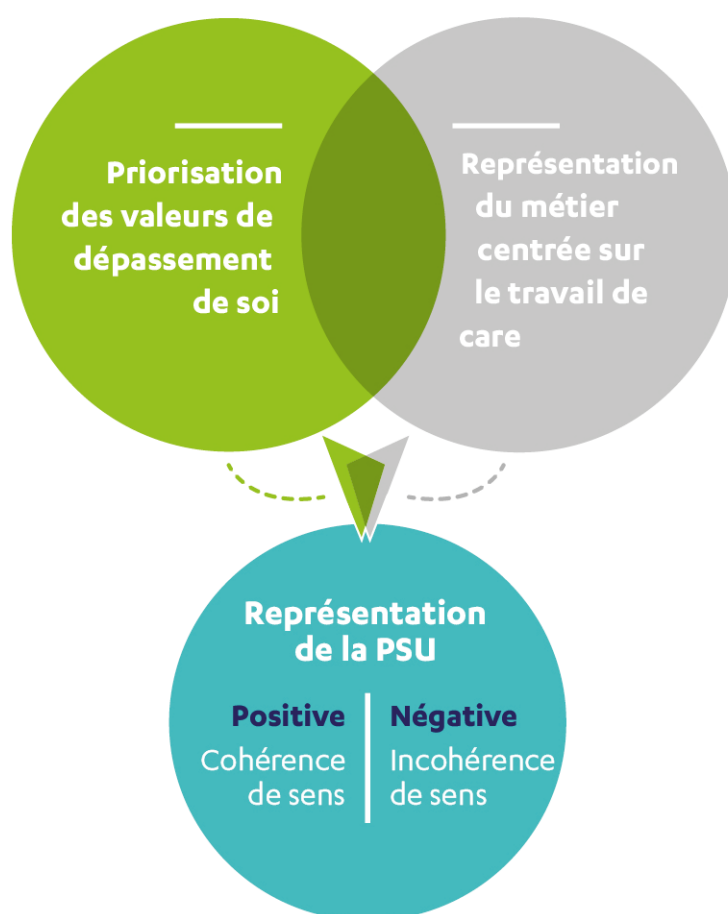 Priorisation
des valeurs de
dépassement
de soi
Représentation
du métier
centrée sur
le travail de
care
Représentation
de la PSU
Positive
Cohérence
de sens
Négative
Incohérence
de sens